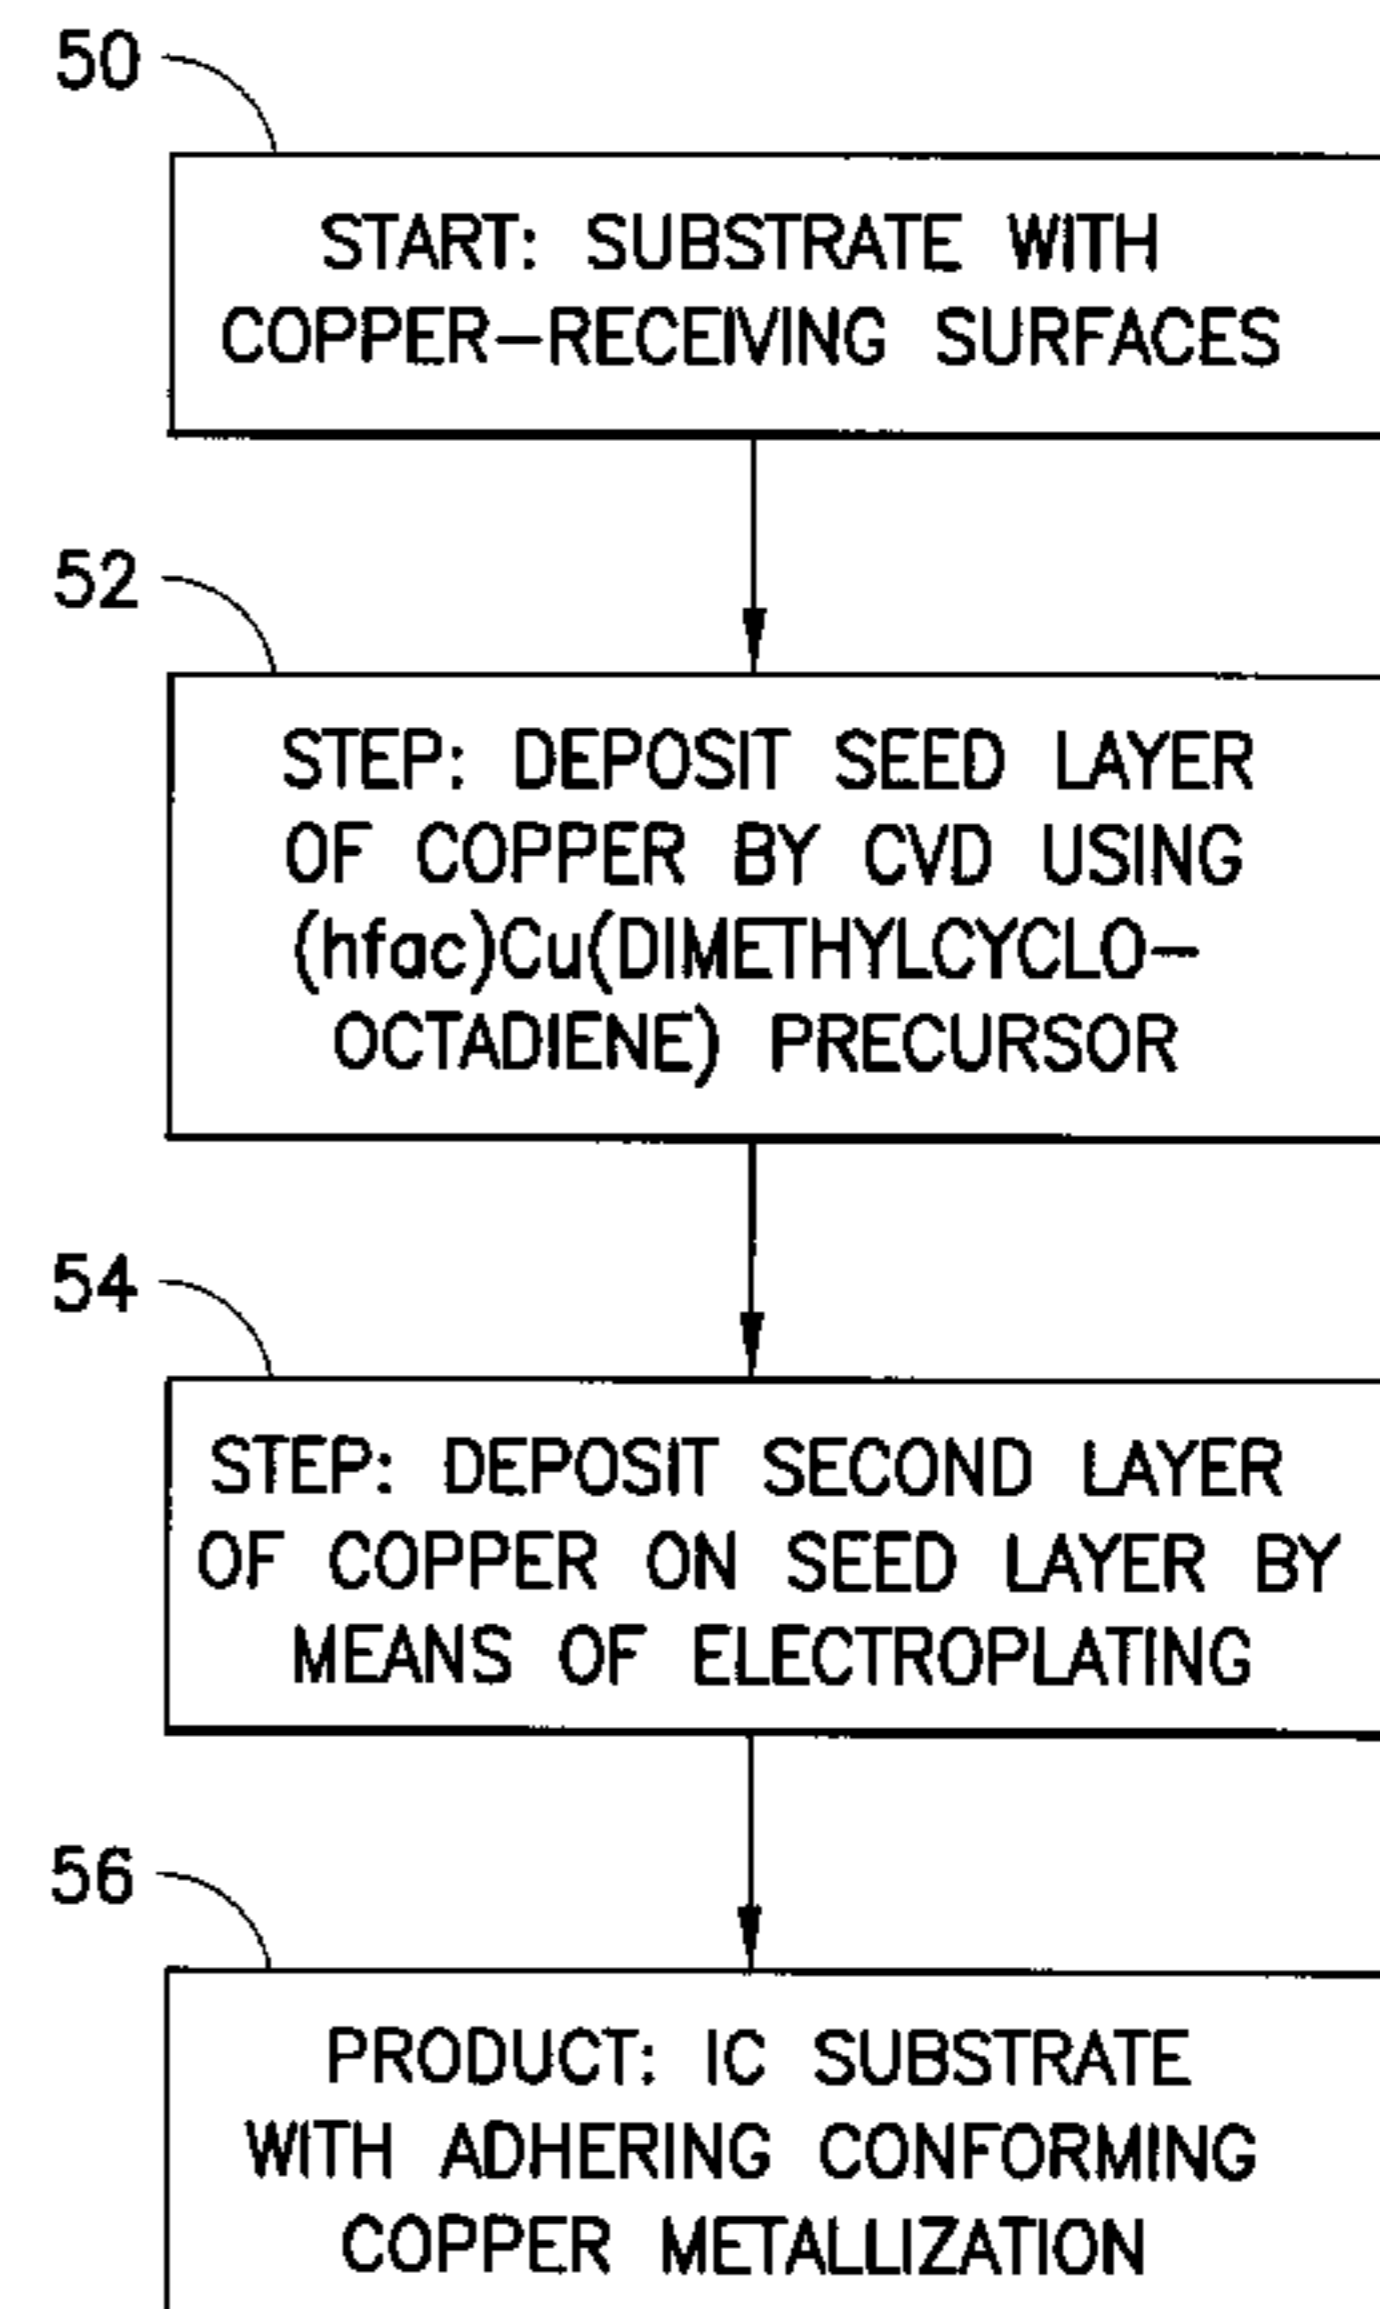 50
START: SUBSTRATE WITH
COPPER-RECEIVING SURFACES
52
STEP: DEPOSIT SEED LAYER
OF COPPER BY CVD USING
(hfac)Cu(DIMETHYLCYCLO-
OCTADIENE) PRECURSOR
54
STEP: DEPOSIT SECOND LAYER
OF COPPER ON SEED LAYER BY
MEANS OF ELECTROPLATING
56
PRODUCT: IC SUBSTRATE
WITH ADHERING CONFORMING
COPPER METALLIZATION